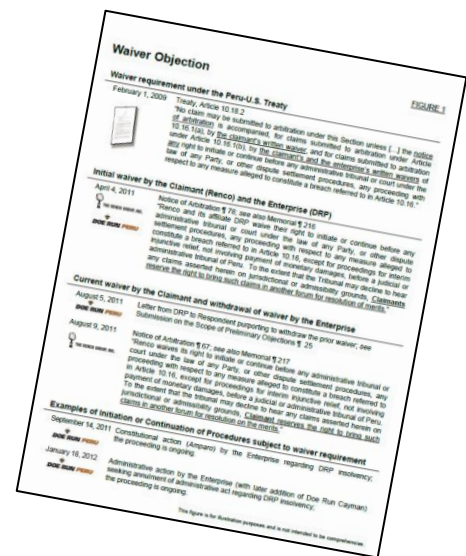 Waiver Objection
FIGURE 1
Waiver requirement under the Peru-U.S. Treaty
February 1, 2009
Treaty, Article 10.18.2
"No claim may be submitted to arbitration under this Section unless [...] the notice
of arbitration is accompanied, for claims submitted to arbitration under Article
10.16.1(a), by the claimant's written waiver, and for claims submitted to arbitration
under Article 10.16.1(b), by the claimant's and the enterprise's written waivers of
any right to initiate or continue before any administrative tribunal or court under the
law of any Party, or other dispute settlement procedures, any proceeding with
respect to any measure alleged to constitute a breach referred to in Article 10.16."
Initial waiver by the Claimant (Renco) and the Enterprise (DRP)
April 4, 2011
THE RENCO GROUP, INC.
DOE RUN PERU
Notice of Arbitration ¶ 78, see also Memorial ¶ 216
"Renco and its affiliate DRP waive their right to initiate or continue before any
administrative tribunal or court under the law of any Party, or other dispute
settlement procedures, any proceeding with respect to any measure alleged to
constitute a breach referred to in Article 10.16, except for proceedings for interim
injunctive relief, not involving payment of monetary damages, before a judicial or
administrative tribunal of Peru. To the extent that the Tribunal may decline to hear
any claims asserted herein on jurisdictional or admissibility grounds, Claimants
reserve the right to bring such claims in another forum for resolution of merits."
Current waiver by the Claimant and withdrawal of waiver by the Enterprise
August 5, 2011
DOE RUN PERU
Letter from DRP to Respondent purporting to withdraw the prior waiver; see
Submission on the Scope of Preliminary Objections ¶ 25
August 9, 2011
THE RENCO GROUP, INC.
Notice of Arbitration ¶ 67; see also Memorial ¶ 217
"Renco waives its right to initiate or continue before any administrative tribunal or
court under the law of any Party, or other dispute settlement procedures, any
proceeding with respect to any measure alleged to constitute a breach referred to
in Article 10.16, except for proceedings for interim injunctive relief, not involving
payment of monetary damages, before a judicial or administrative tribunal of Peru.
To the extent that the tribunal may decline to hear any claims asserted herein on
jurisdictional or admissibility grounds, Claimant reserves the right to bring such
claims in another forum for resolution on the merits."
Examples of Initiation or Continuation of Procedures subject to waiver requirement
September 14, 2011
DOE RUN PERU
Constitutional action (Amparo) by the Enterprise regarding DRP insolvency;
the proceeding is ongoing.
January 18, 2012
DOE RUN PERU
Administrative action by the Enterprise (with later addition of Doe Run Cayman)
seeking annulment of administrative act regarding DRP insolvency;
the proceeding is ongoing.
This figure is for illustration purposes and is not intended to be comprehensive.